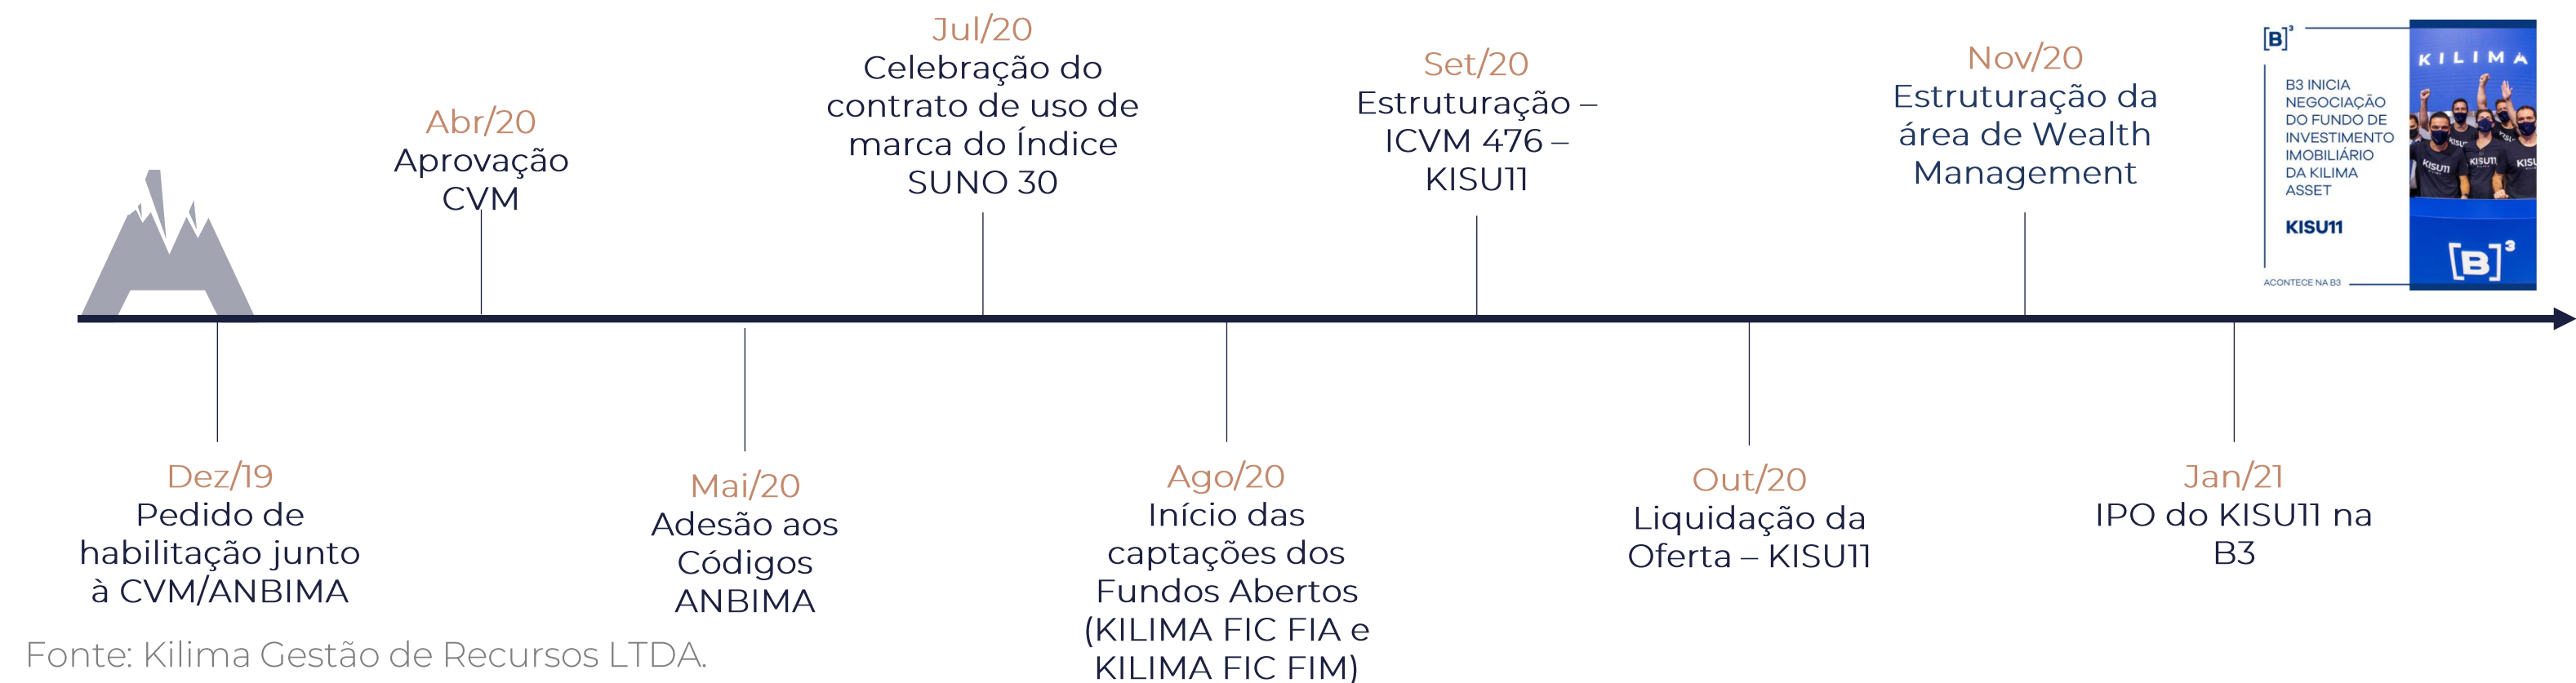 Jul/20
Celebração do
contrato de uso de
marca do Índice
SUNO 30
Abr/20
Aprovação
CVM
Set/20
Estruturação –
ICVM 476 –
KISU11
Nov/20
Estruturação da
área de Wealth
Management
[B]³
B3 INICIA
NEGOCIAÇÃO
DO FUNDO DE
INVESTIMENTO
IMOBILIÁRIO
DA KILIMA
ASSET
KISU11
ACONTECE NA B3
KILIMA
KISU11
KISU11
[B]³
Dez/19
Pedido de
habilitação junto
à CVM/ANBIMA
Mai/20
Adesão aos
Códigos
ANBIMA
Ago/20
Início das
captações dos
Fundos Abertos
(KILIMA FIC FIA e
KILIMA FIC FIM)
Out/20
Liquidação da
Oferta – KISU11
Jan/21
IPO do KISU11 na
B3
Fonte: Kilima Gestão de Recursos LTDA.